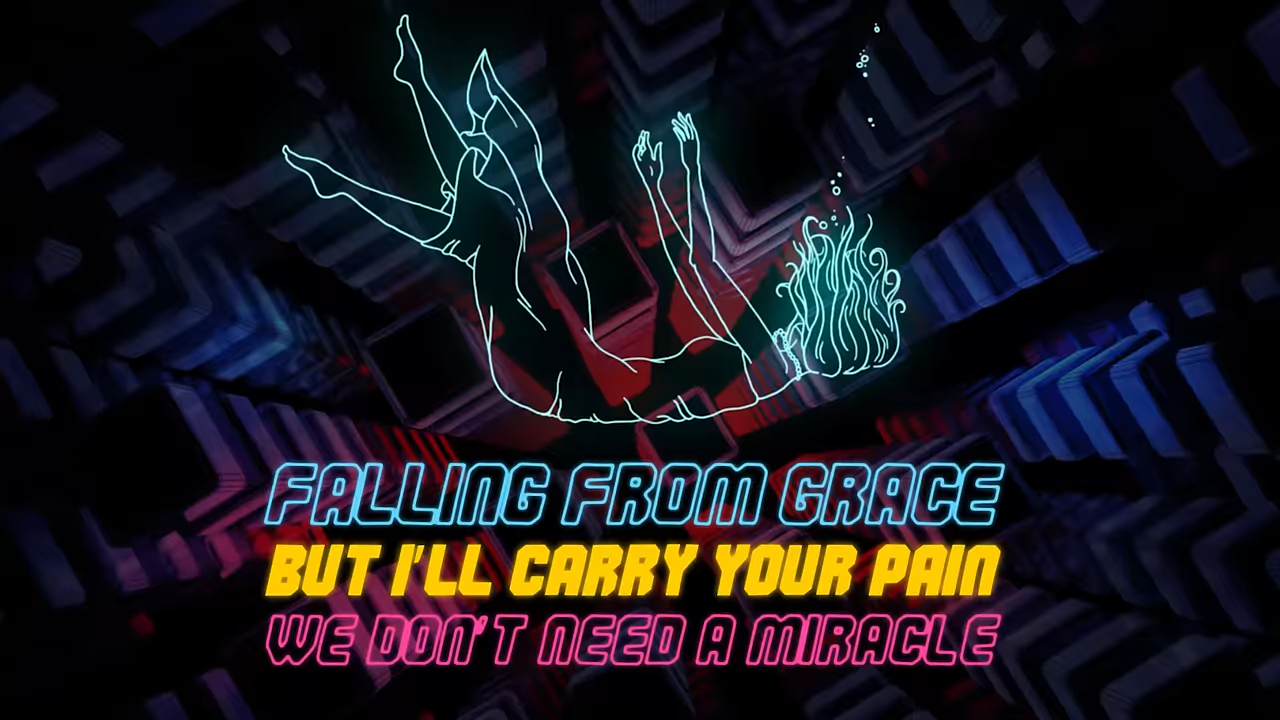 FALLING FROM GRACE
BUT I'LL CARRY YOUR PAIN
WE DON'T NEED A MIRACLE